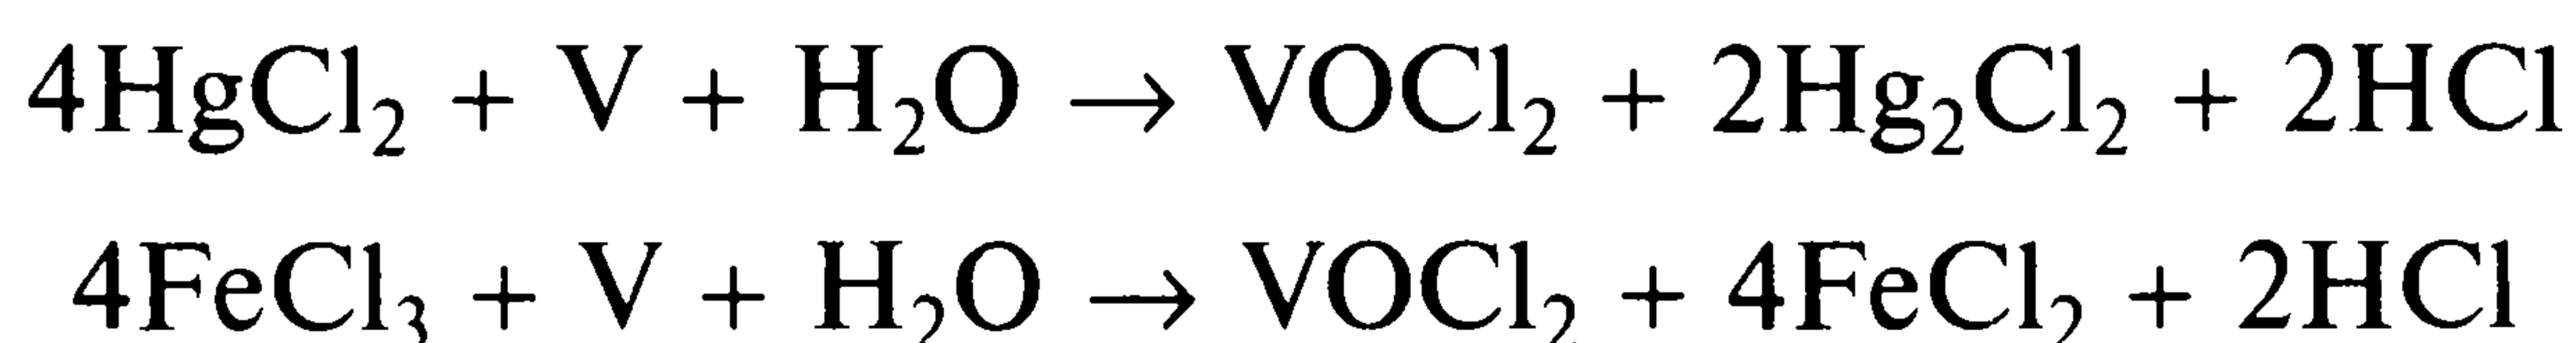 4HgCl₂ + V + H₂O → VOCl₂ + 2Hg₂Cl₂ + 2HCl
4FeCl₃ + V + H₂O → VOCl₂ + 4FeCl₂ + 2HCl